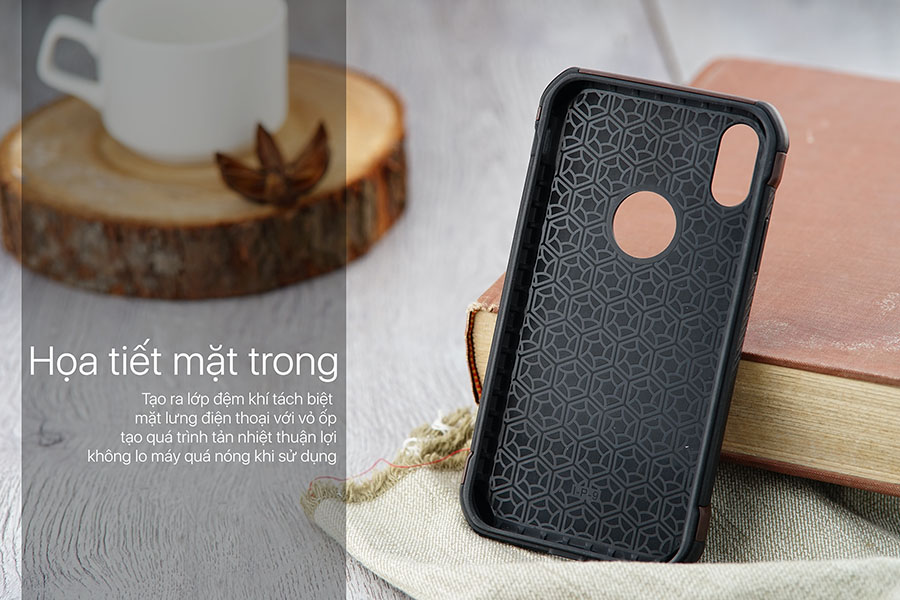 Họa tiết mặt trong
Tạo ra lớp đệm khí tách biệt
mặt lưng điện thoại với vỏ ốp
tạo quá trình tản nhiệt thuận lợi
không lo máy quá nóng khi sử dụng
I-P-9